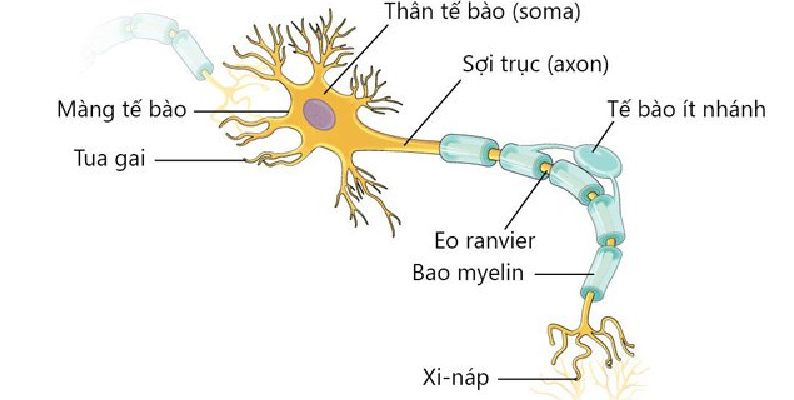 Thân tế bào (soma)
Sợi trục (axon)
Màng tế bào
Tế bào ít nhánh
Tua gai
Eo ranvier
Bao myelin
Xi-náp